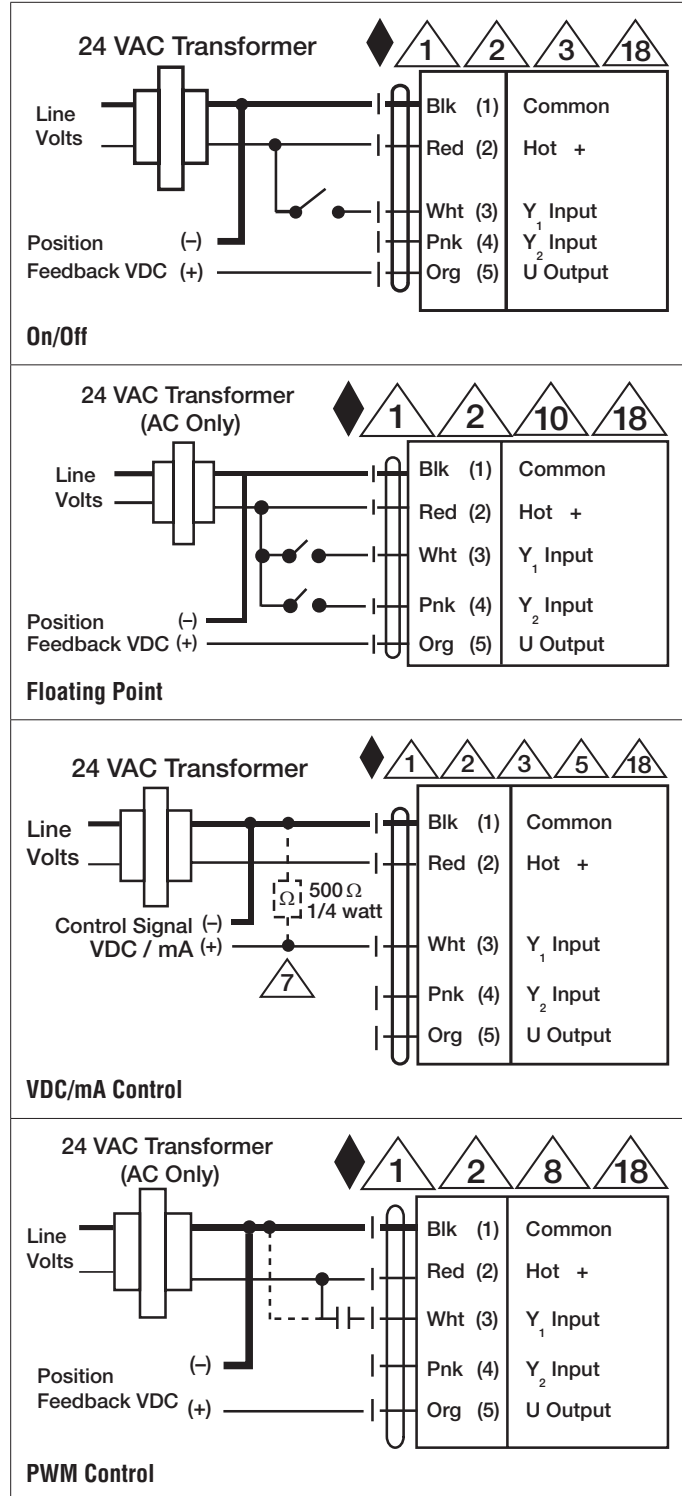 24 VAC Transformer
1 2 3 18
Line
Volts
Blk (1) Common
Red (2) Hot +
Wht (3) Y1 Input
Position (–)
Pnk (4) Y2 Input
Feedback VDC (+)
Org (5) U Output
On/Off
24 VAC Transformer
(AC Only)
1 2 10 18
Line
Volts
Blk (1) Common
Red (2) Hot +
Wht (3) Y1 Input
Pnk (4) Y2 Input
Position (–)
Feedback VDC (+)
Org (5) U Output
Floating Point
24 VAC Transformer
1 2 3 5 18
Line
Volts
Blk (1) Common
Red (2) Hot +
Ω 500 Ω
1/4 watt
Control Signal (–)
VDC / mA (+)
Wht (3) Y1 Input
7
Pnk (4) Y2 Input
Org (5) U Output
VDC/mA Control
24 VAC Transformer
(AC Only)
1 2 8 18
Line
Volts
Blk (1) Common
Red (2) Hot +
Wht (3) Y1 Input
Position (–)
Pnk (4) Y2 Input
Feedback VDC (+)
Org (5) U Output
PWM Control